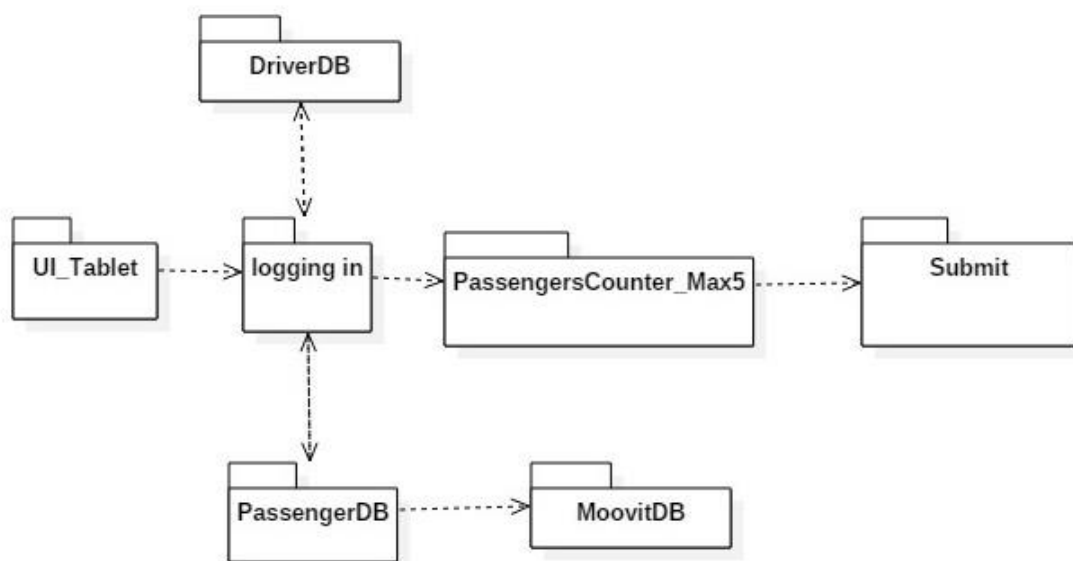 DriverDB
UI_Tablet
logging in
PassengersCounter_Max5
Submit
PassengerDB
MoovitDB